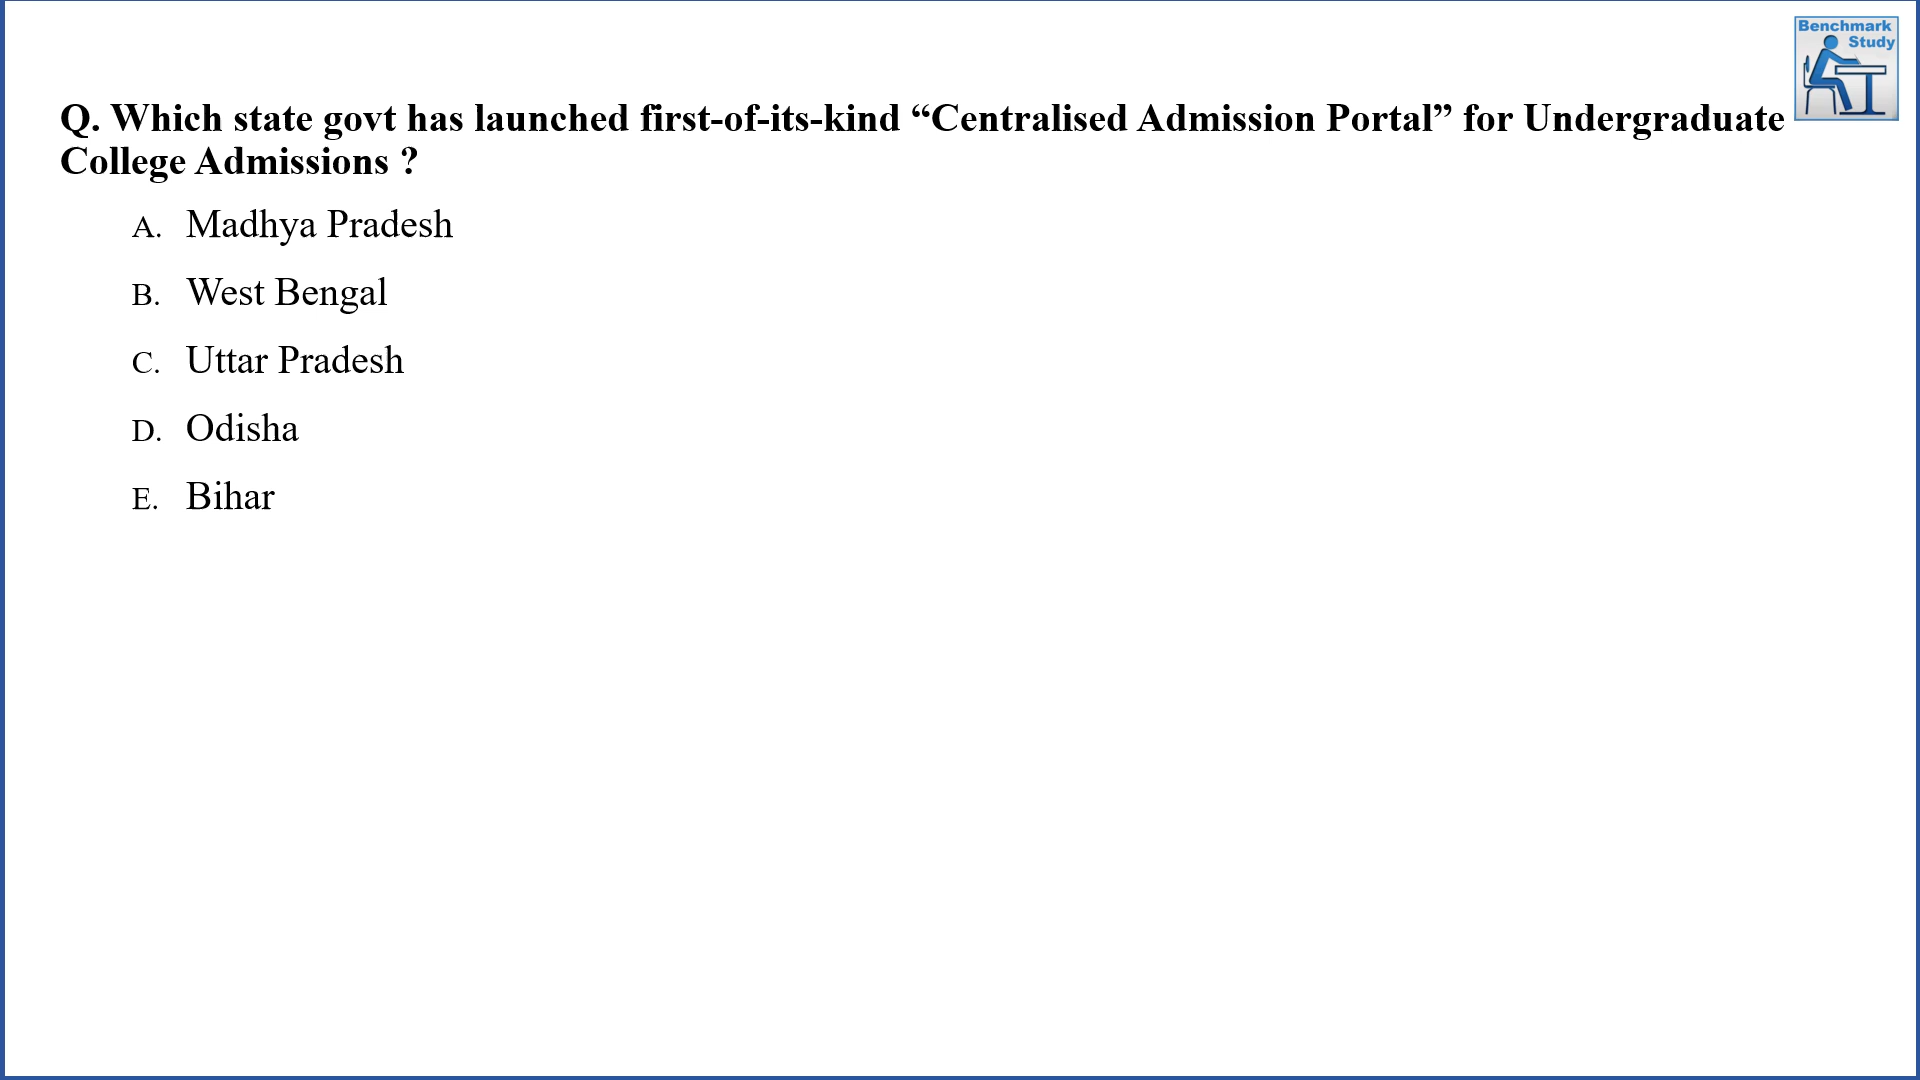 Benchmark
Study
Q. Which state govt has launched first-of-its-kind “Centralised Admission Portal” for Undergraduate
College Admissions ?
A. Madhya Pradesh
B. West Bengal
C. Uttar Pradesh
D. Odisha
E. Bihar